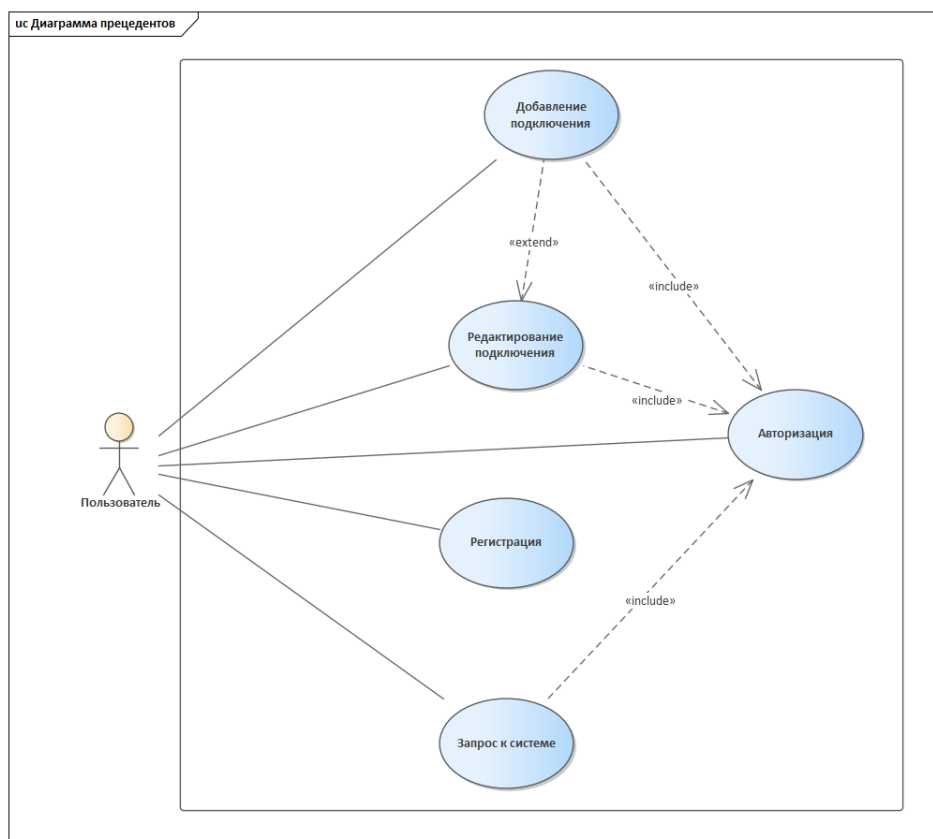 uc Диаграмма прецедентов
Добавление
подключения
«extend»
«include»
Редактирование
подключения
«include»
Авторизация
Пользователь
Регистрация
«include»
Запрос к системе